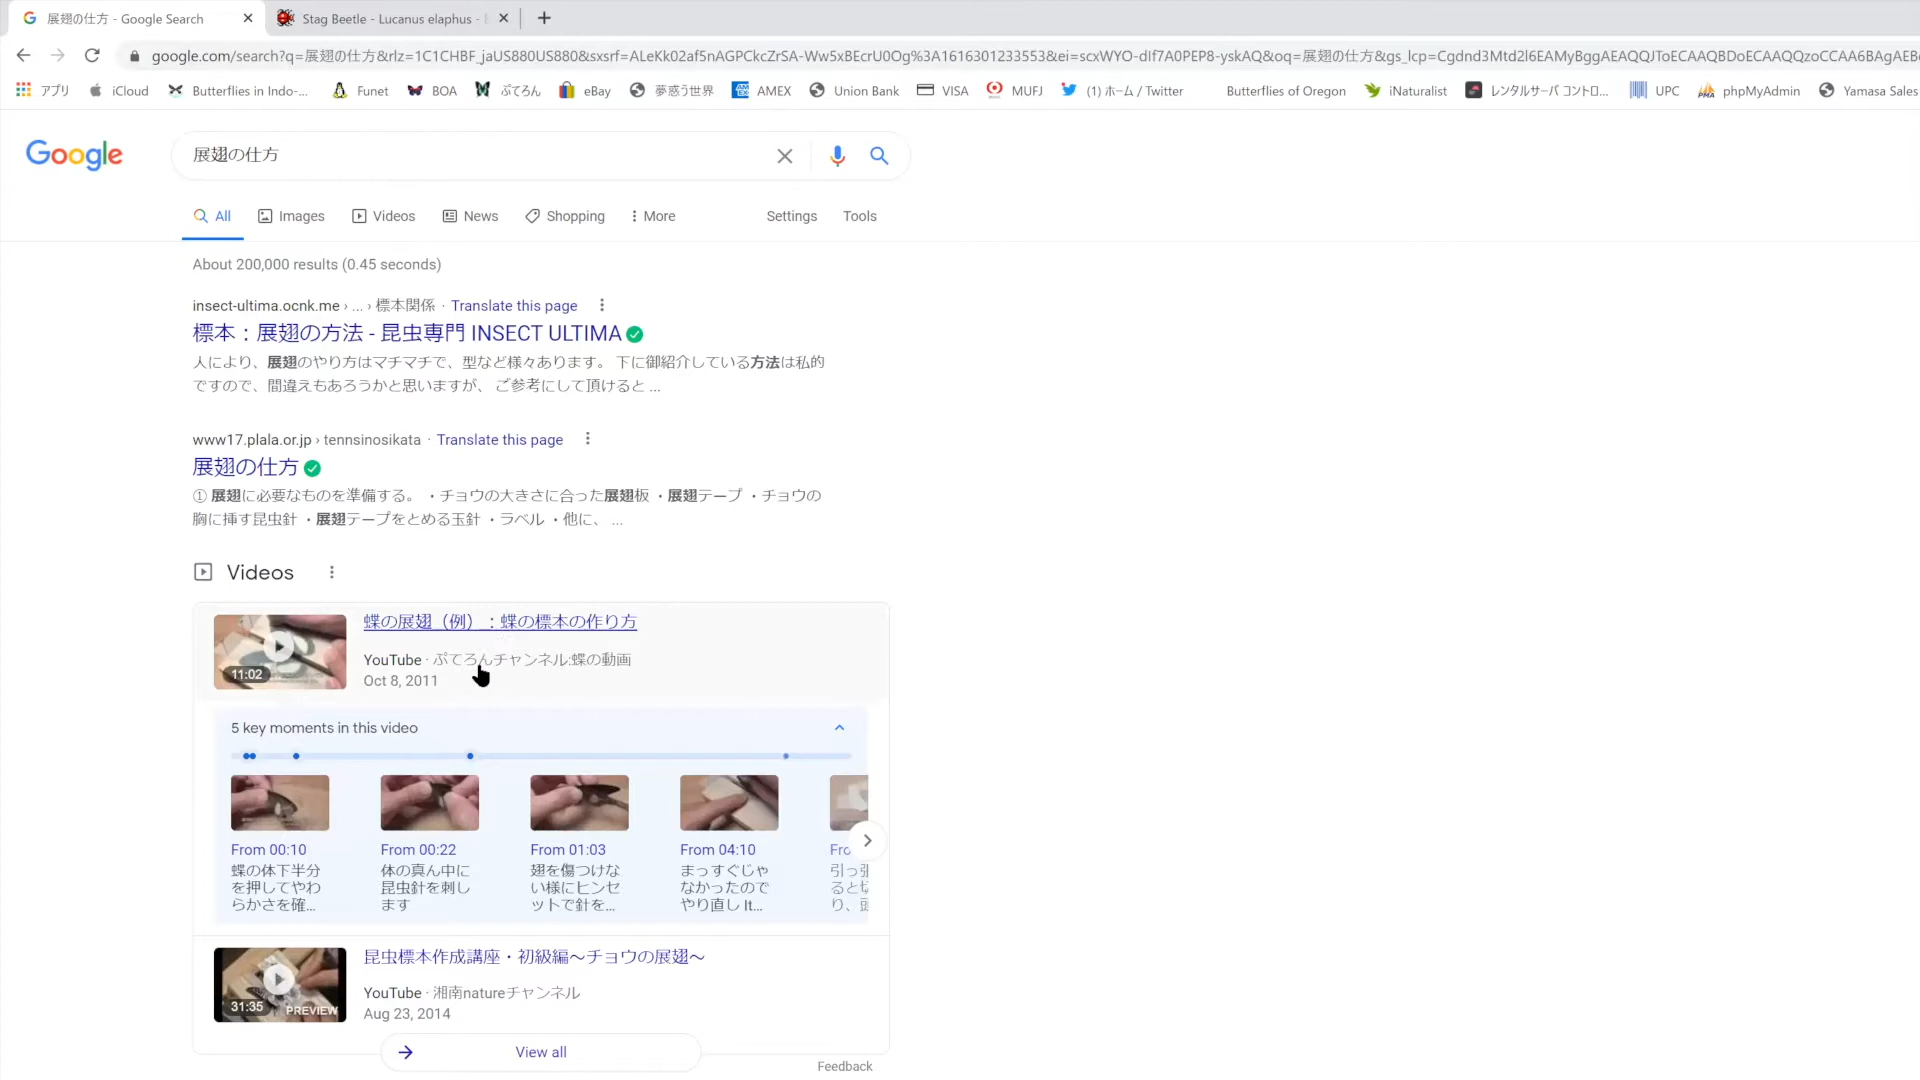 展翅の仕方 - Google Search
Stag Beetle - Lucanus elaphus -
google.com/search?q=展翅の仕方&rlz=1C1CHBF_jaUS880US880&sxsrf=ALeKk02af5nAGPCkcZrSA-Ww5xBEcrU0Og%3A1616301233553&ei=scxWYO-dIf7A0PEP8-yskAQ&oq=展翅の仕方&gs_lcp=Cgdnd3Mtd2l6EAMyBggAEAQQJToECAAQBDoECAAQQzoCCAA6BAgAEB
アプリ iCloud Butterflies in Indo-... Funet BOA ぷてろん eBay 夢惑う世界 AMEX Union Bank VISA MUFJ (1) ホーム / Twitter Butterflies of Oregon iNaturalist レンタルサーバ コントロ... UPC phpMyAdmin Yamasa Sales
Google 展翅の仕方
All Images Videos News Shopping More Settings Tools
About 200,000 results (0.45 seconds)
insect-ultima.ocnk.me › ... › 標本関係 · Translate this page
標本：展翅の方法 - 昆虫専門 INSECT ULTIMA
人により、展翅のやり方はマチマチで、型など様々あります。 下に御紹介している方法は私的
ですので、間違えもあろうかと思いますが、 ご参考にして頂けると ...
www17.plala.or.jp › tennsinosikata · Translate this page
展翅の仕方
① 展翅に必要なものを準備する。 ・チョウの大きさに合った展翅板 ・展翅テープ ・チョウの
胸に挿す昆虫針 ・展翅テープをとめる玉針 ・ラベル ・他に、 ...
Videos
蝶の展翅（例）：蝶の標本の作り方
YouTube · ぷてろんチャンネル:蝶の動画
11:02
Oct 8, 2011
5 key moments in this video
From 00:10
蝶の体下半分
を押してやわ
らかさを確...
From 00:22
体の真ん中に
昆虫針を刺し
ます
From 01:03
翅を傷つけな
い様にピンセ
ットで針を...
From 04:10
まっすぐじゃ
なかったので
やり直し It...
Fro
引っ張
ると切
り、頭
昆虫標本作成講座・初級編～チョウの展翅～
YouTube · 湘南natureチャンネル
31:35 PREVIEW
Aug 23, 2014
View all
Feedback